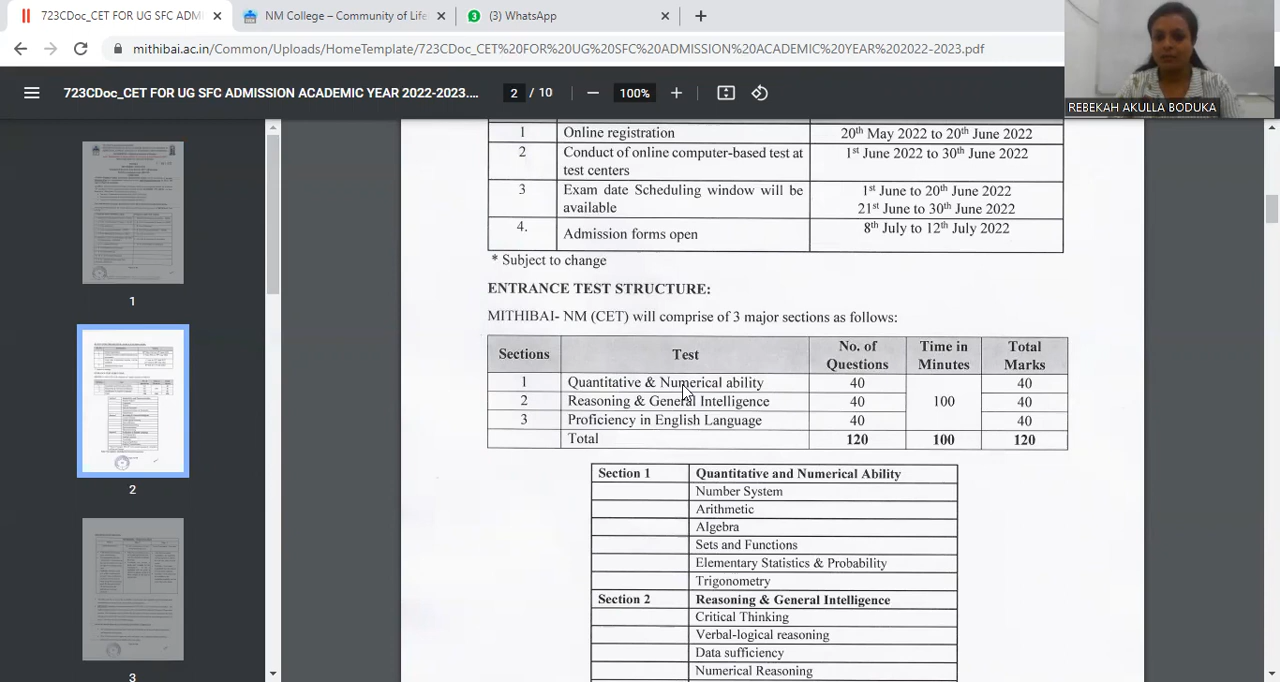 723CDoc_CET FOR UG SFC ADMI
NM College – Community of Life
3 (3) WhatsApp
mithibai.ac.in/Common/Uploads/HomeTemplate/723CDoc_CET%20FOR%20UG%20SFC%20ADMISSION%20ACADEMIC%20YEAR%202022-2023.pdf
REBEKAH AKULLA BODUKA
723CDoc_CET FOR UG SFC ADMISSION ACADEMIC YEAR 2022-2023....
2 / 10
100%
1 Online registration 20th May 2022 to 20th June 2022
2 Conduct of online computer-based test at test centers 1st June 2022 to 30th June 2022
3 Exam date Scheduling window will be available 1st June to 20th June 2022
21st June to 30th June 2022
4. Admission forms open 8th July to 12th July 2022
* Subject to change
ENTRANCE TEST STRUCTURE:
MITHIBAI- NM (CET) will comprise of 3 major sections as follows:
Sections Test No. of Questions Time in Minutes Total Marks
Quantitative & Numerical ability 40 40
2 Reasoning & General Intelligence 40 100 40
3 Proficiency in English Language 40 40
Total 120 100 120
Section 1 Quantitative and Numerical Ability
Number System
Arithmetic
Algebra
Sets and Functions
Elementary Statistics & Probability
Trigonometry
Section 2 Reasoning & General Intelligence
Critical Thinking
Verbal-logical reasoning
Data sufficiency
Numerical Reasoning
1
2
3